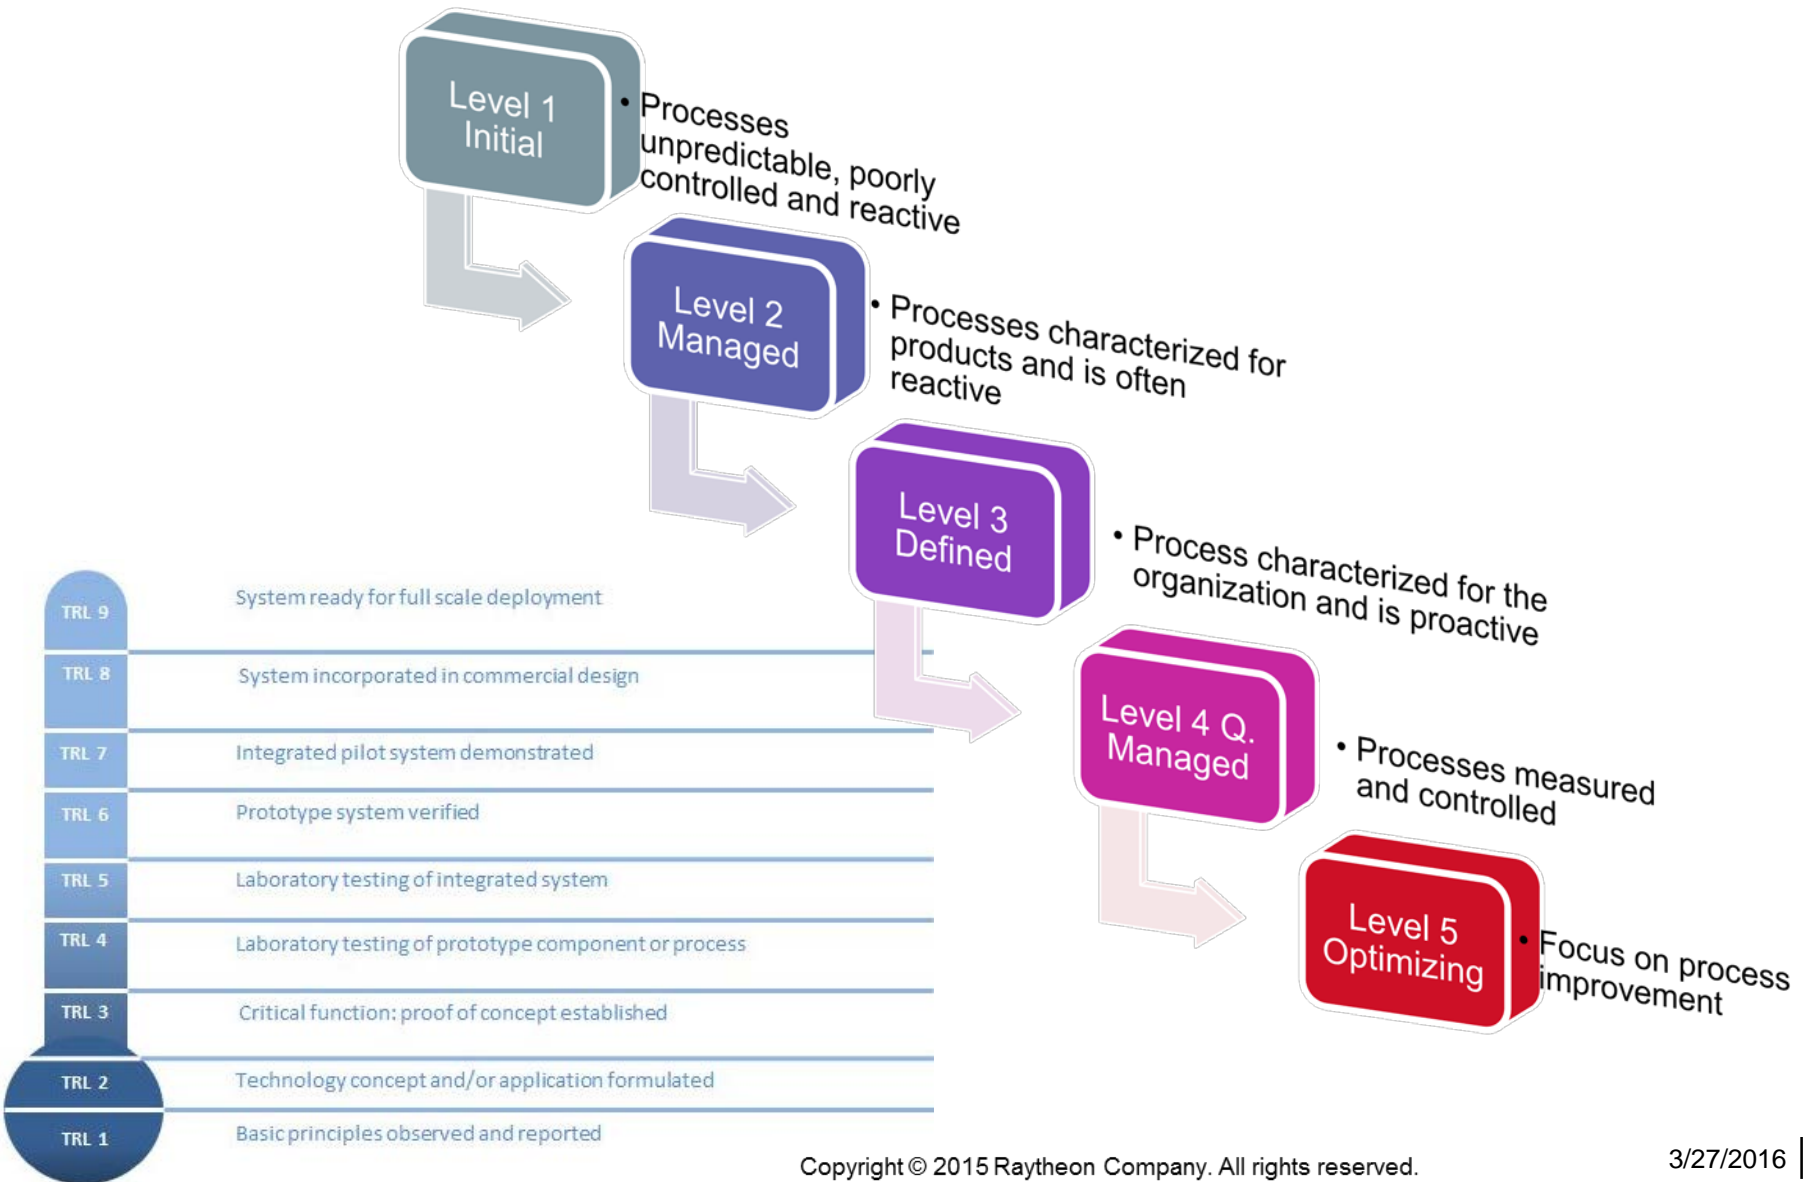 Level 1
Initial
• Processes
unpredictable, poorly
controlled and reactive
Level 2
Managed
• Processes characterized for
products and is often
reactive
Level 3
Defined
• Process characterized for the
organization and is proactive
Level 4 Q.
Managed
• Processes measured
and controlled
Level 5
Optimizing
• Focus on process
improvement
TRL 9 System ready for full scale deployment
TRL 8 System incorporated in commercial design
TRL 7 Integrated pilot system demonstrated
TRL 6 Prototype system verified
TRL 5 Laboratory testing of integrated system
TRL 4 Laboratory testing of prototype component or process
TRL 3 Critical function: proof of concept established
TRL 2 Technology concept and/or application formulated
TRL 1 Basic principles observed and reported
Copyright © 2015 Raytheon Company. All rights reserved.
3/27/2016